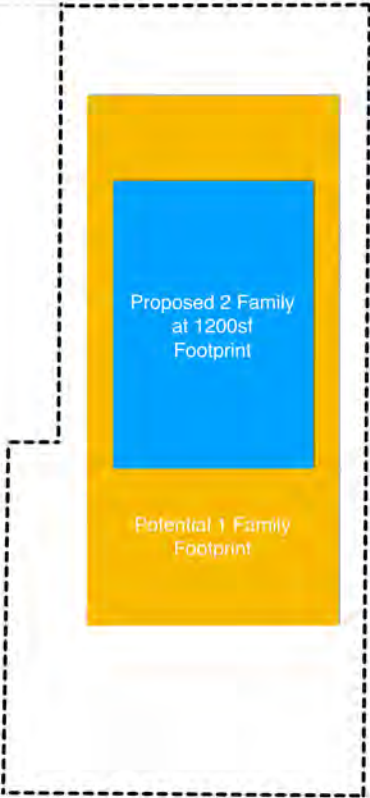 Proposed 2 Family
at 1200sf
Footprint
Potential 1 Family
Footprint